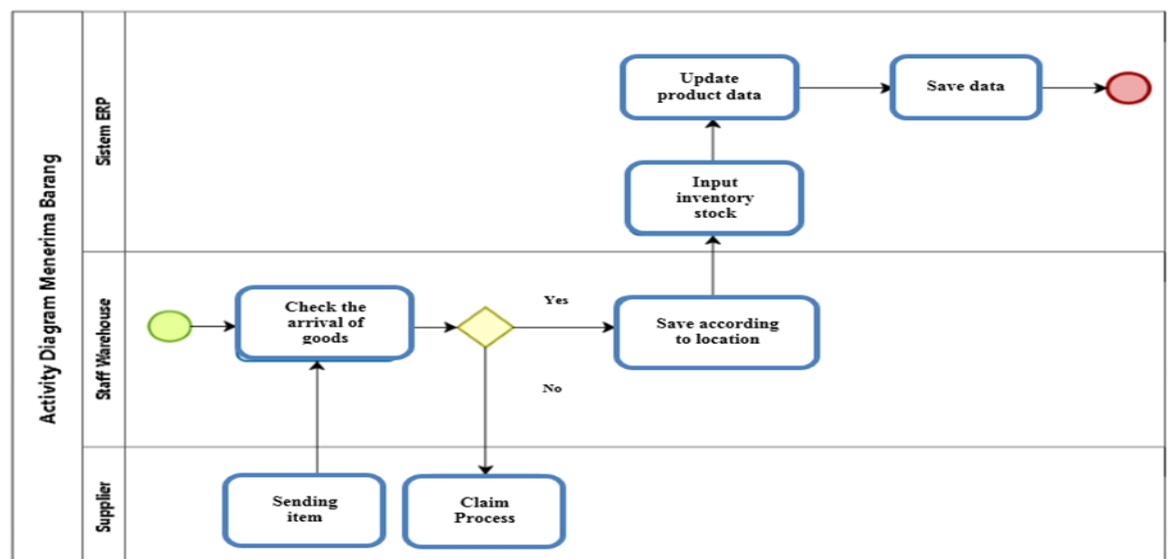 Activity Diagram Menerima Barang
Sistem ERP
Update
product data
Save data
Input
inventory
stock
Staff Warehouse
Check the
arrival of
goods
Yes
Save according
to location
No
Supplier
Sending
item
Claim
Process